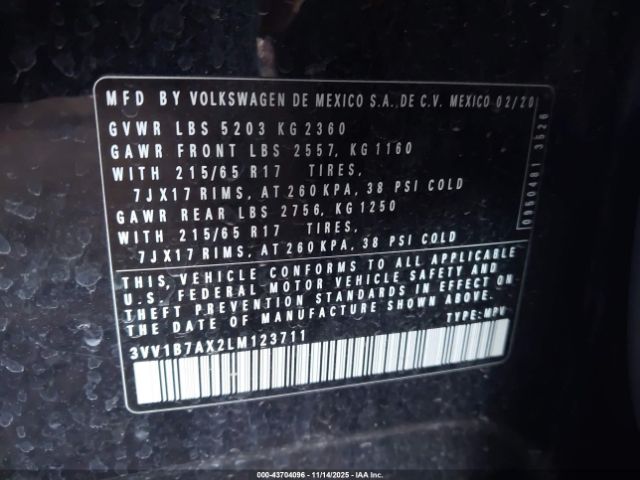 MFD BY VOLKSWAGEN DE MEXICO S.A. DE C.V. MEXICO 02/20
GVWR LBS 5203 KG 2360
GAWR FRONT LBS 2557, KG 1160
WITH 215/65 R17 TIRES,
7JX17 RIMS, AT 260 KPA, 38 PSI COLD
GAWR REAR LBS 2756, KG 1250
WITH 215/65 R17 TIRES,
7JX17 RIMS, AT 260 KPA, 38 PSI COLD
THIS, VEHICLE CONFORMS TO ALL APPLICABLE
U.S. FEDERAL MOTOR VEHICLE SAFETY AND
THEFT PREVENTION STANDARDS IN EFFECT ON
THE DATE OF MANUFACTURE SHOWN ABOVE.
3VV1B7AX2LM123711 TYPE: MPV
0950481 3520
000-43704096 - 11/14/2025 - IAA Inc.